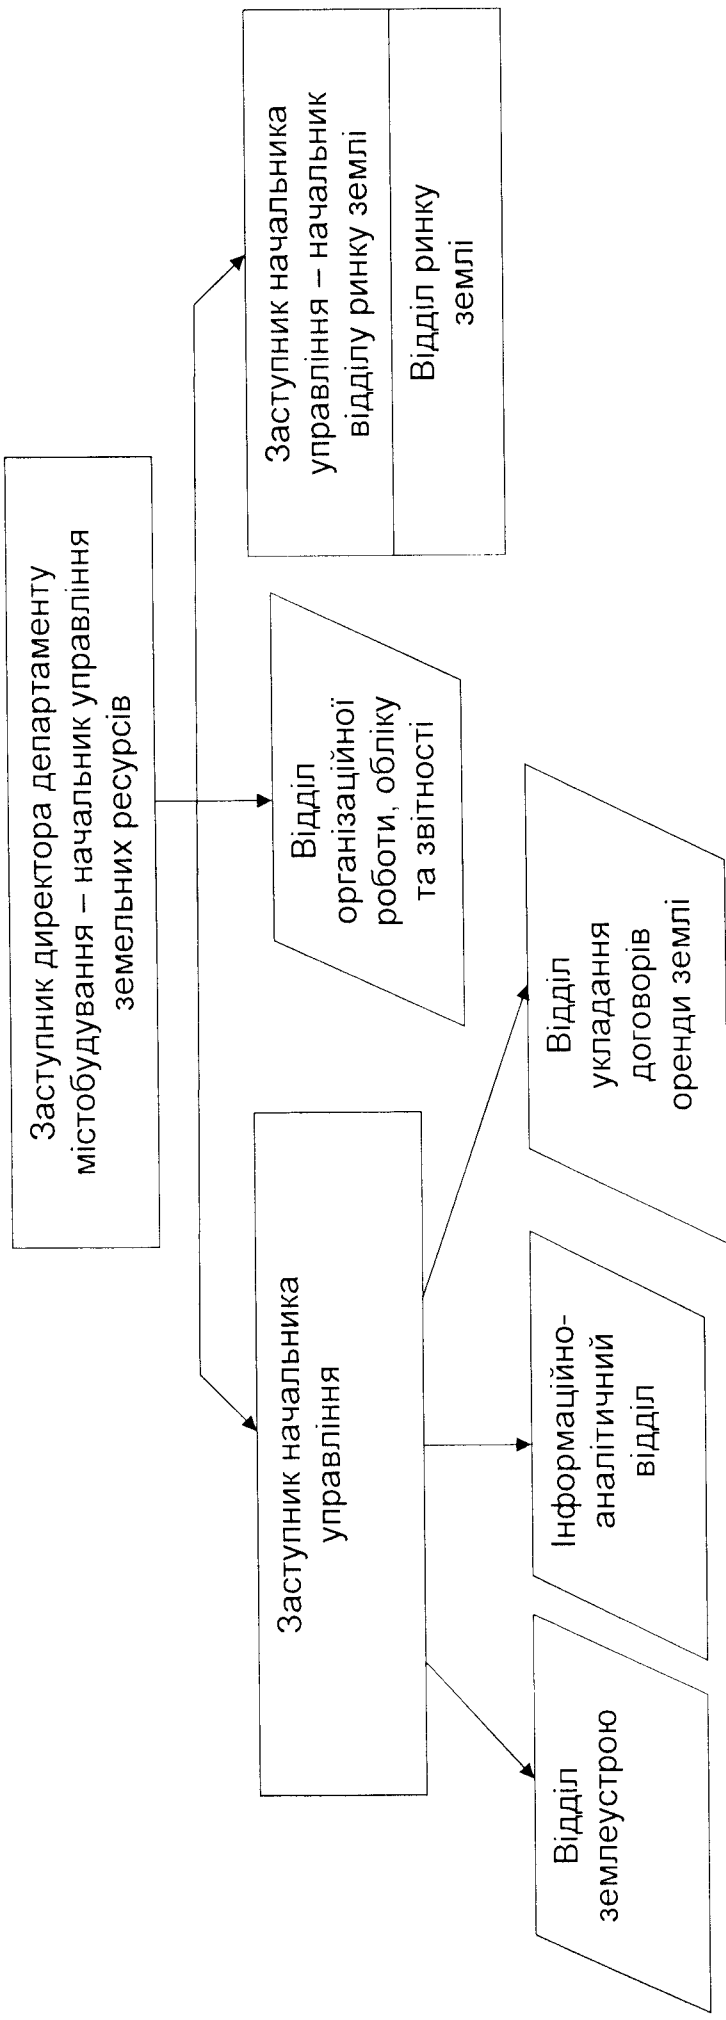 Заступник директора департаменту
містобудування – начальник управління
земельних ресурсів
Заступник начальника
управління
Відділ
організаційної
роботи, обліку
та звітності
Заступник начальника
управління – начальник
відділу ринку землі
Відділ ринку
землі
Відділ
землеустрою
Інформаційно-
аналітичний
відділ
Відділ
укладання
договорів
оренди землі